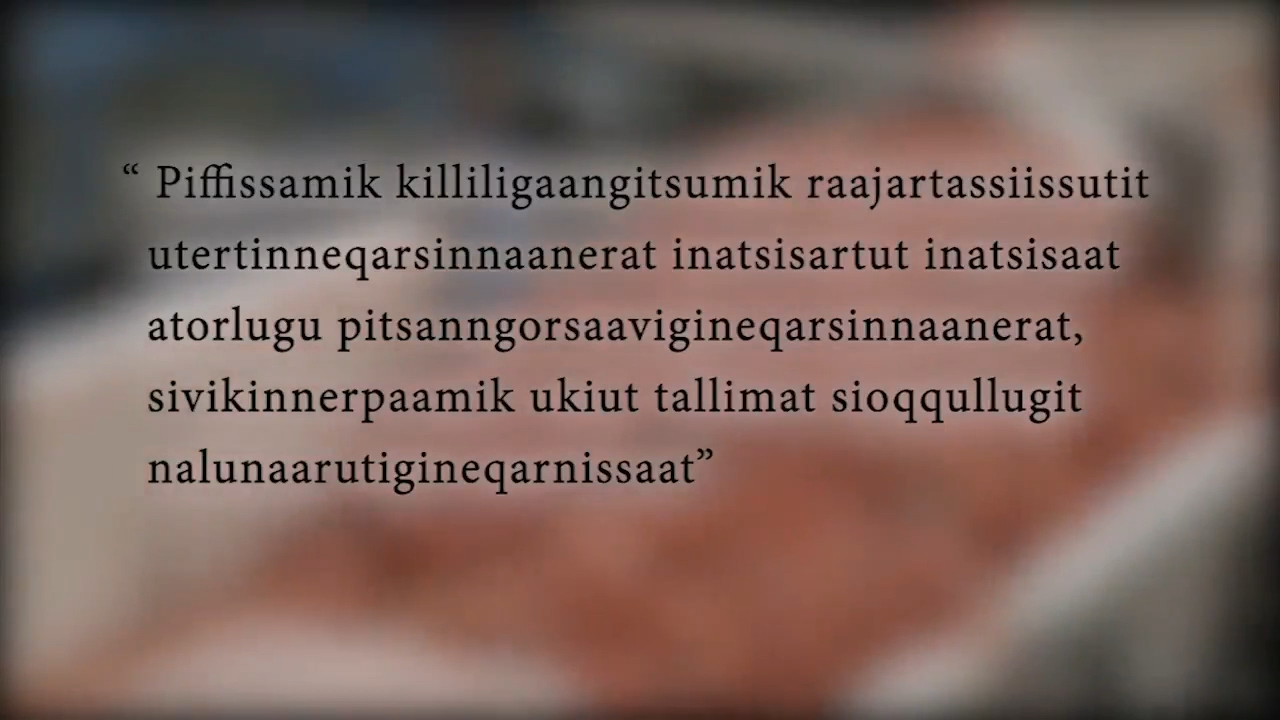 “ Piffissamik killiligaangitsumik raajartassiissutit
utertinneqarsinnaanerat inatsisartut inatsisaat
atorlugu pitsanngorsaavigineqarsinnaanerat,
sivikinnerpaamik ukiut tallimat sioqqullugit
nalunaarutigineqarnissaat”